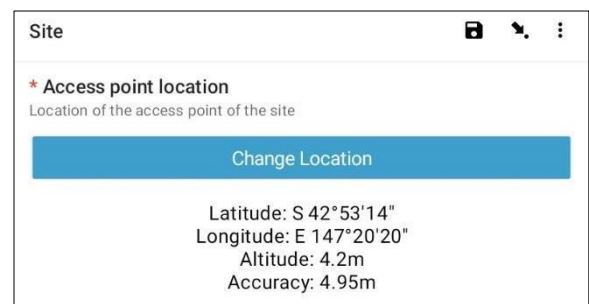 Site
* Access point location
Location of the access point of the site
Change Location
Latitude: S 42°53'14"
Longitude: E 147°20'20"
Altitude: 4.2m
Accuracy: 4.95m